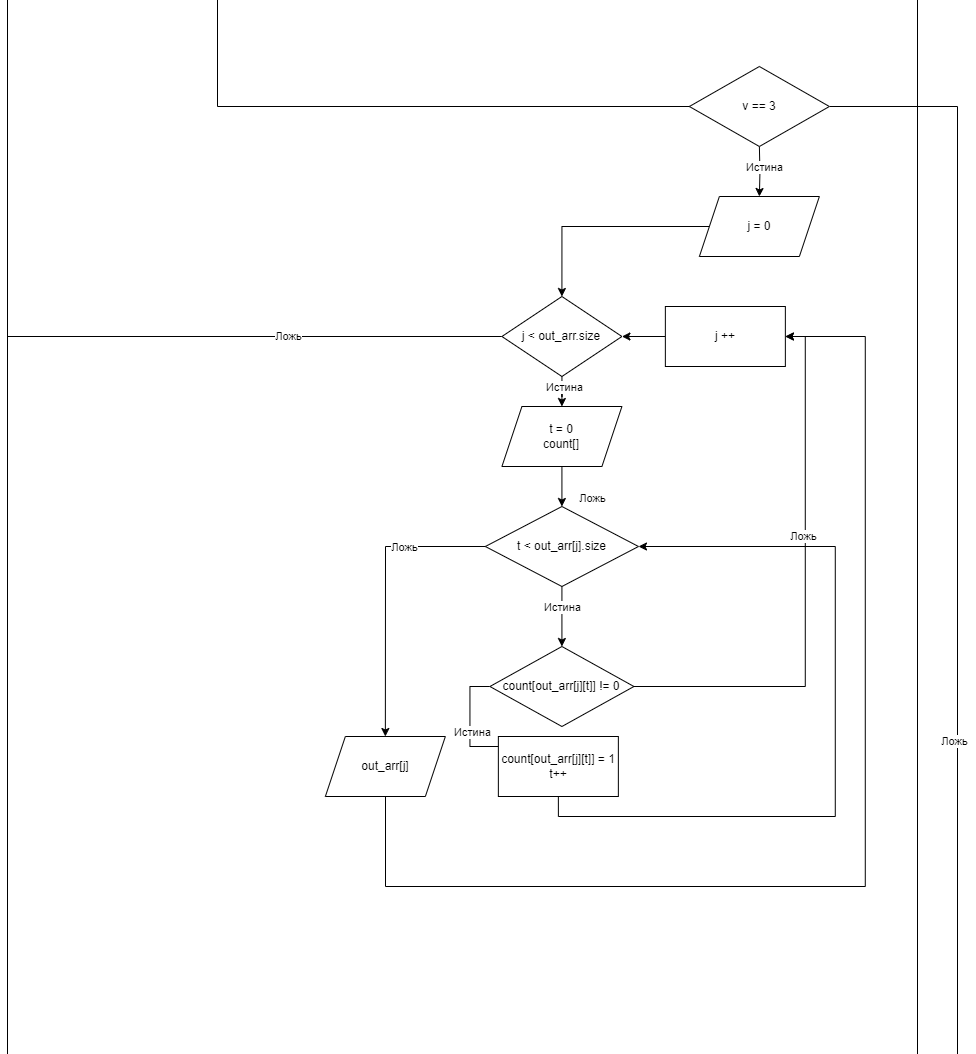 v == 3
Истина
j = 0
Ложь
j < out_arr.size
j ++
Истина
t = 0
count[]
Ложь
Ложь
Ложь
t < out_arr[j].size
Истина
count[out_arr[j][t]] != 0
Истина
Ложь
count[out_arr[j][t]] = 1
t++
out_arr[j]